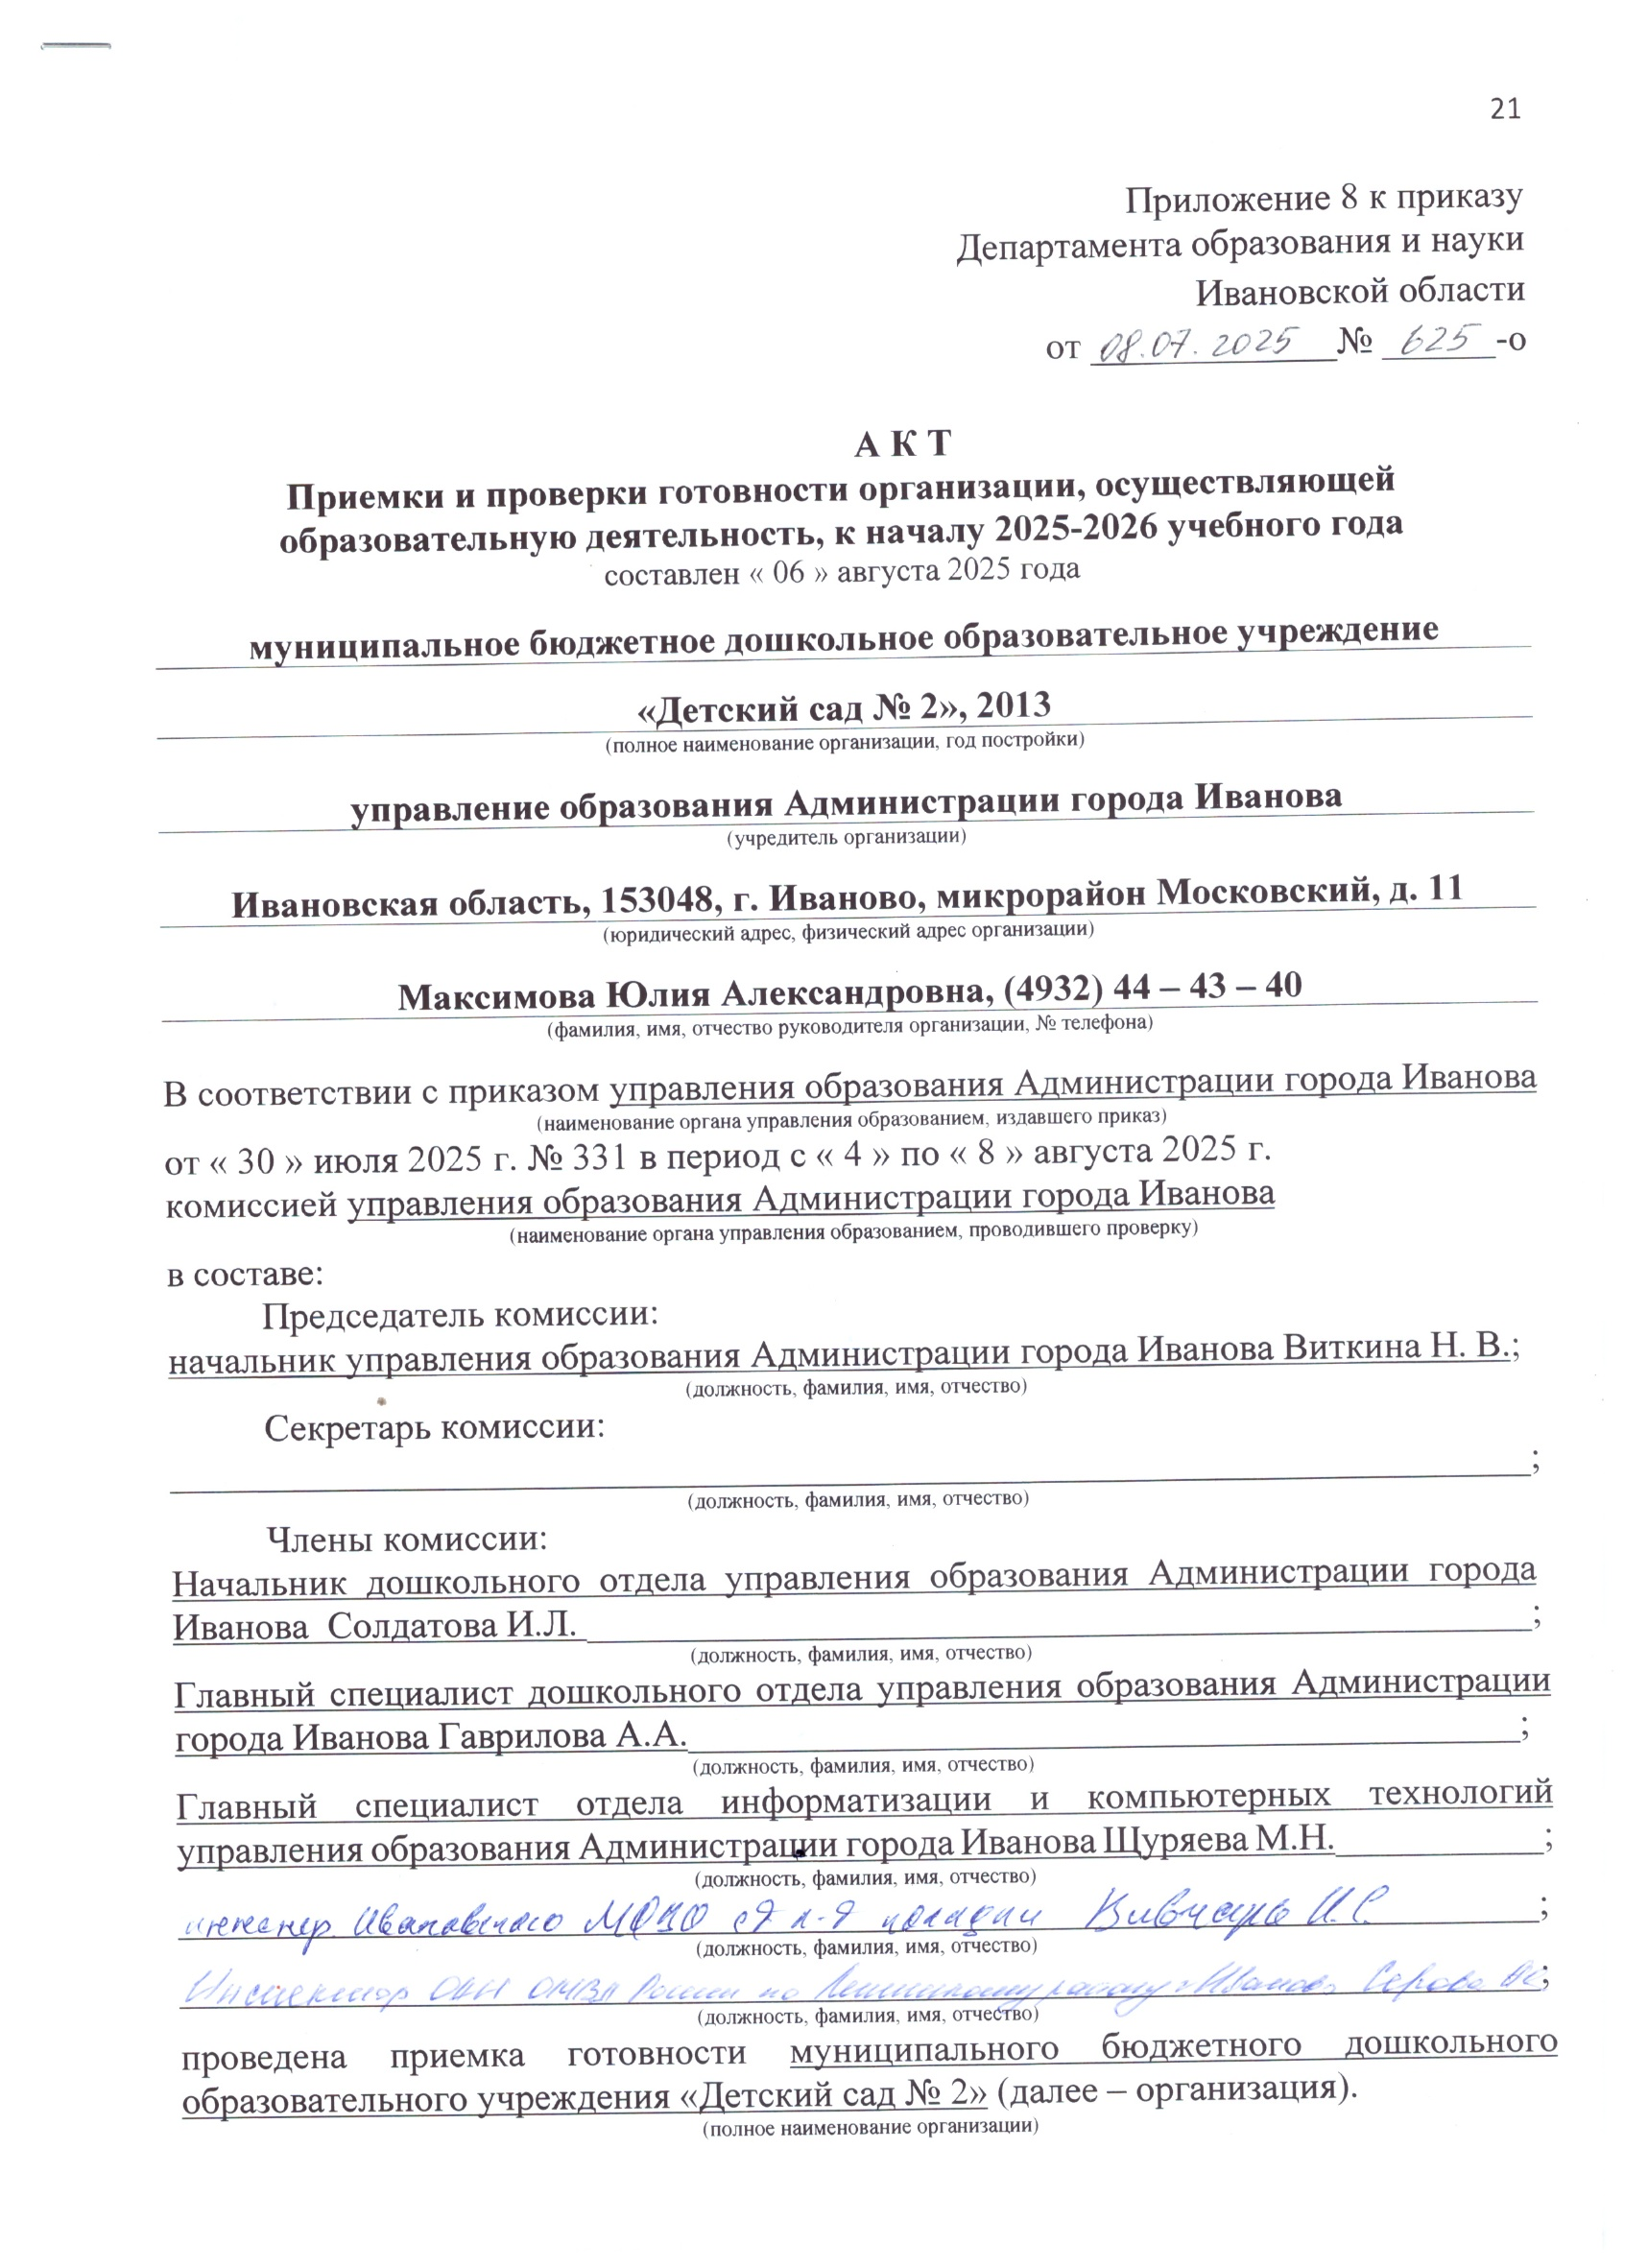 21
Приложение 8 к приказу
Департамента образования и науки
Ивановской области
от 08.07.2025 № 625 -о
А К Т
Приемки и проверки готовности организации, осуществляющей
образовательную деятельность, к началу 2025-2026 учебного года
составлен « 06 » августа 2025 года
муниципальное бюджетное дошкольное образовательное учреждение
«Детский сад № 2», 2013
(полное наименование организации, год постройки)
управление образования Администрации города Иванова
(учредитель организации)
Ивановская область, 153048, г. Иваново, микрорайон Московский, д. 11
(юридический адрес, физический адрес организации)
Максимова Юлия Александровна, (4932) 44 – 43 – 40
(фамилия, имя, отчество руководителя организации, № телефона)
В соответствии с приказом управления образования Администрации города Иванова
(наименование органа управления образованием, издавшего приказ)
от « 30 » июля 2025 г. № 331 в период с « 4 » по « 8 » августа 2025 г.
комиссией управления образования Администрации города Иванова
(наименование органа управления образованием, проводившего проверку)
в составе:
Председатель комиссии:
начальник управления образования Администрации города Иванова Виткина Н. В.;
(должность, фамилия, имя, отчество)
Секретарь комиссии:
;
(должность, фамилия, имя, отчество)
Члены комиссии:
Начальник дошкольного отдела управления образования Администрации города
Иванова Солдатова И.Л. ;
(должность, фамилия, имя, отчество)
Главный специалист дошкольного отдела управления образования Администрации
города Иванова Гаврилова А.А. ;
(должность, фамилия, имя, отчество)
Главный специалист отдела информатизации и компьютерных технологий
управления образования Администрации города Иванова Щуряева М.Н. ;
(должность, фамилия, имя, отчество)
инженер Ивановского ;
(должность, фамилия, имя, отчество)
Инспектор ОДН ОМВД России по Ленинскому району г. Иваново Серова ;
(должность, фамилия, имя, отчество)
проведена приемка готовности муниципального бюджетного дошкольного
образовательного учреждения «Детский сад № 2» (далее – организация).
(полное наименование организации)